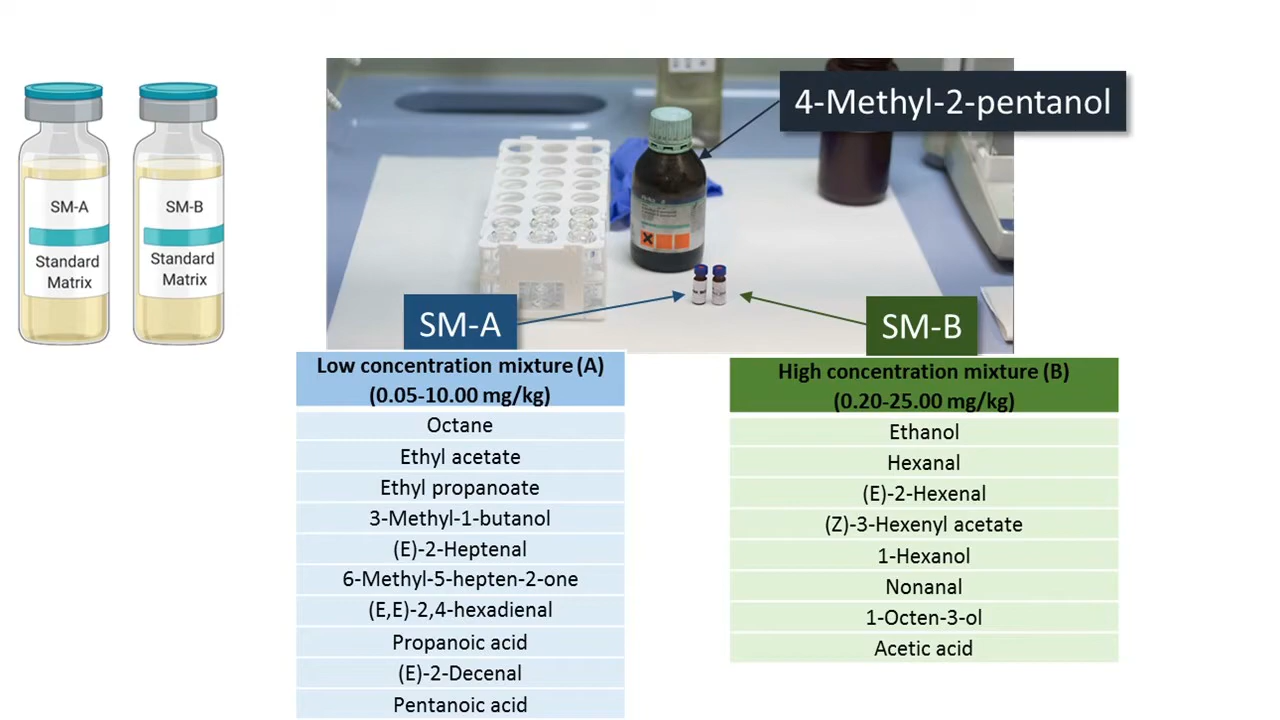 SM-A
Standard
Matrix
SM-B
Standard
Matrix
4-Methyl-2-pentanol
SM-A
SM-B
Low concentration mixture (A)
(0.05-10.00 mg/kg)
Octane
Ethyl acetate
Ethyl propanoate
3-Methyl-1-butanol
(E)-2-Heptenal
6-Methyl-5-hepten-2-one
(E,E)-2,4-hexadienal
Propanoic acid
(E)-2-Decenal
Pentanoic acid
High concentration mixture (B)
(0.20-25.00 mg/kg)
Ethanol
Hexanal
(E)-2-Hexenal
(Z)-3-Hexenyl acetate
1-Hexanol
Nonanal
1-Octen-3-ol
Acetic acid